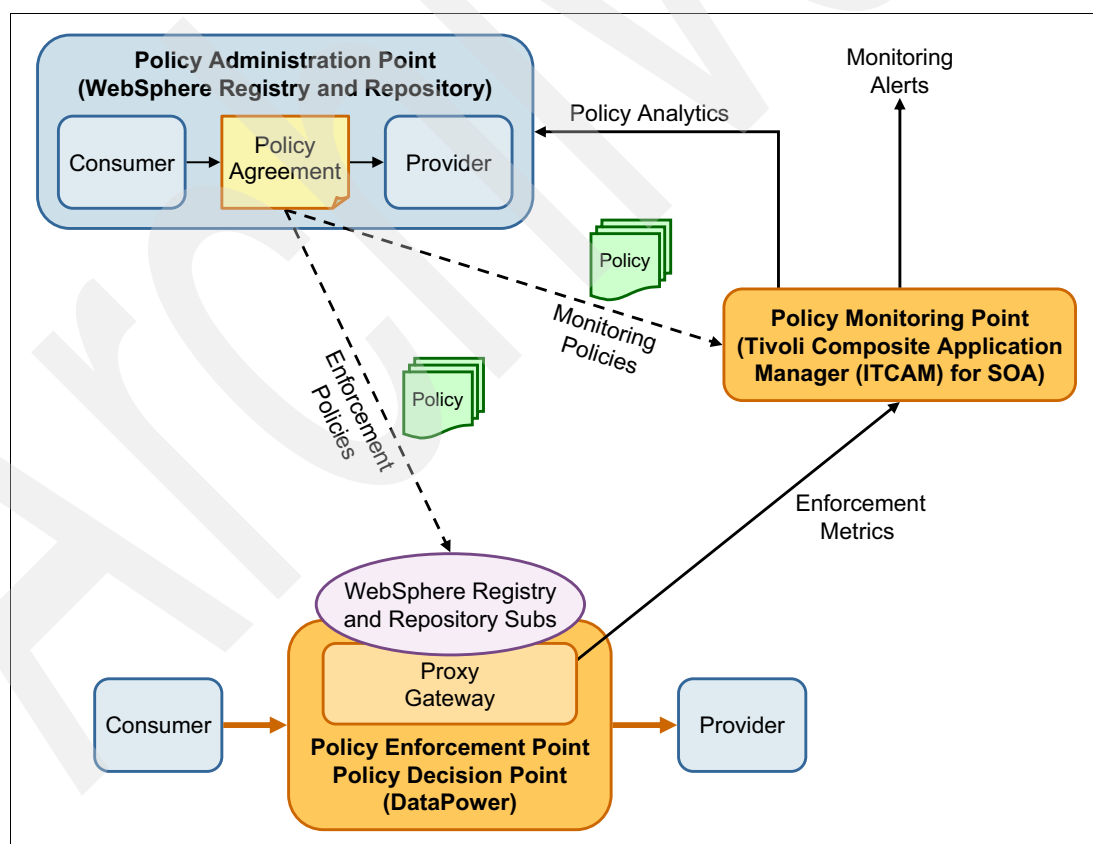 Policy Administration Point
(WebSphere Registry and Repository)
Consumer
Policy
Agreement
Provider
Policy Analytics
Monitoring
Alerts
Policy
Monitoring
Policies
Policy Monitoring Point
(Tivoli Composite Application
Manager (ITCAM) for SOA)
Enforcement
Policies
Policy
Enforcement
Metrics
WebSphere Registry
and Repository Subs
Proxy
Gateway
Consumer
Policy Enforcement Point
Policy Decision Point
(DataPower)
Provider